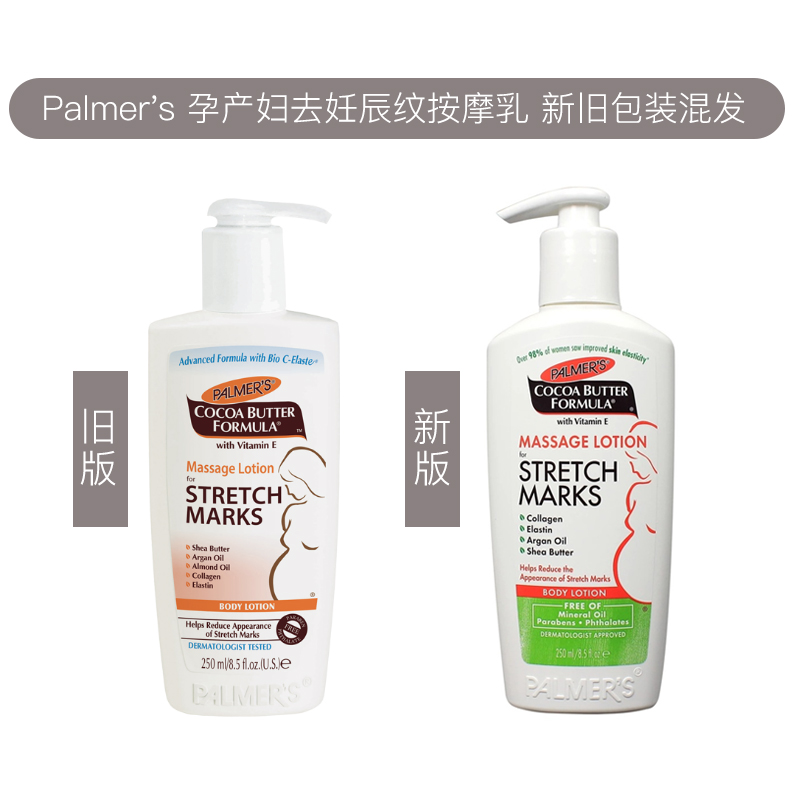 Palmer's 孕产妇去妊辰纹按摩乳 新旧包装混发
旧版
Advanced Formula with Bio C-Elaste
PALMER'S®
COCOA BUTTER
FORMULA®
™
with Vitamin E
Massage Lotion
for
STRETCH
MARKS
Shea Butter
Argan Oil
Almond Oil
Collagen
Elastin
®
BODY LOTION
Helps Reduce Appearance
of Stretch Marks
PARABEN
FREE
PHTHALATE
DERMATOLOGIST TESTED
250 ml/8.5 fl.oz.(U.S.)e
PALMER'S®
新版
Over 98% of women saw improved skin elasticity*
PALMER'S®
COCOA BUTTER
FORMULA®
with Vitamin E
MASSAGE LOTION
for
STRETCH
MARKS
Collagen
Elastin
Argan Oil
Shea Butter
Helps Reduce the
Appearance of Stretch Marks
®
BODY LOTION
FREE OF
Mineral Oil
Parabens • Phthalates
DERMATOLOGIST APPROVED
250 ml/8.5 fl oz e
PALMER'S®